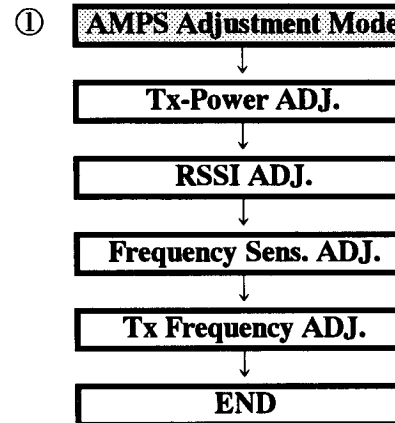 ① AMPS Adjustment Mode
Tx-Power ADJ.
RSSI ADJ.
Frequency Sens. ADJ.
Tx Frequency ADJ.
END